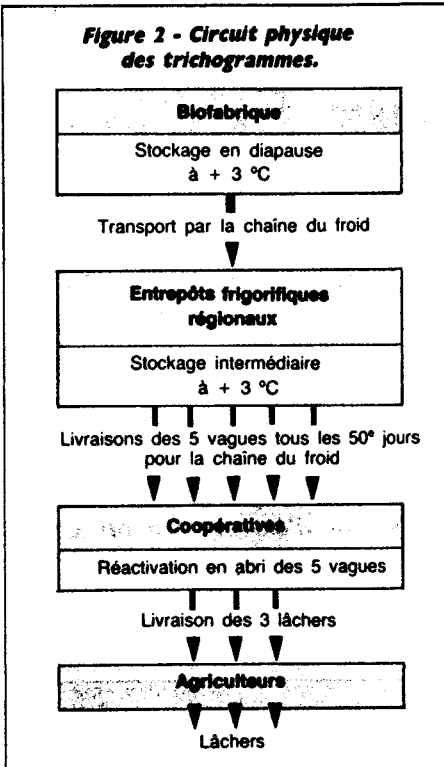 Figure 2 - Circuit physique
des trichogrammes.
Biofabrique
Stockage en diapause
à + 3 °C
Transport par la chaîne du froid
Entrepôts frigorifiques
régionaux
Stockage intermédiaire
à + 3 °C
Livraisons des 5 vagues tous les 50° jours
pour la chaîne du froid
Coopératives
Réactivation en abri des 5 vagues
Livraison des 3 lâchers
Agriculteurs
Lâchers